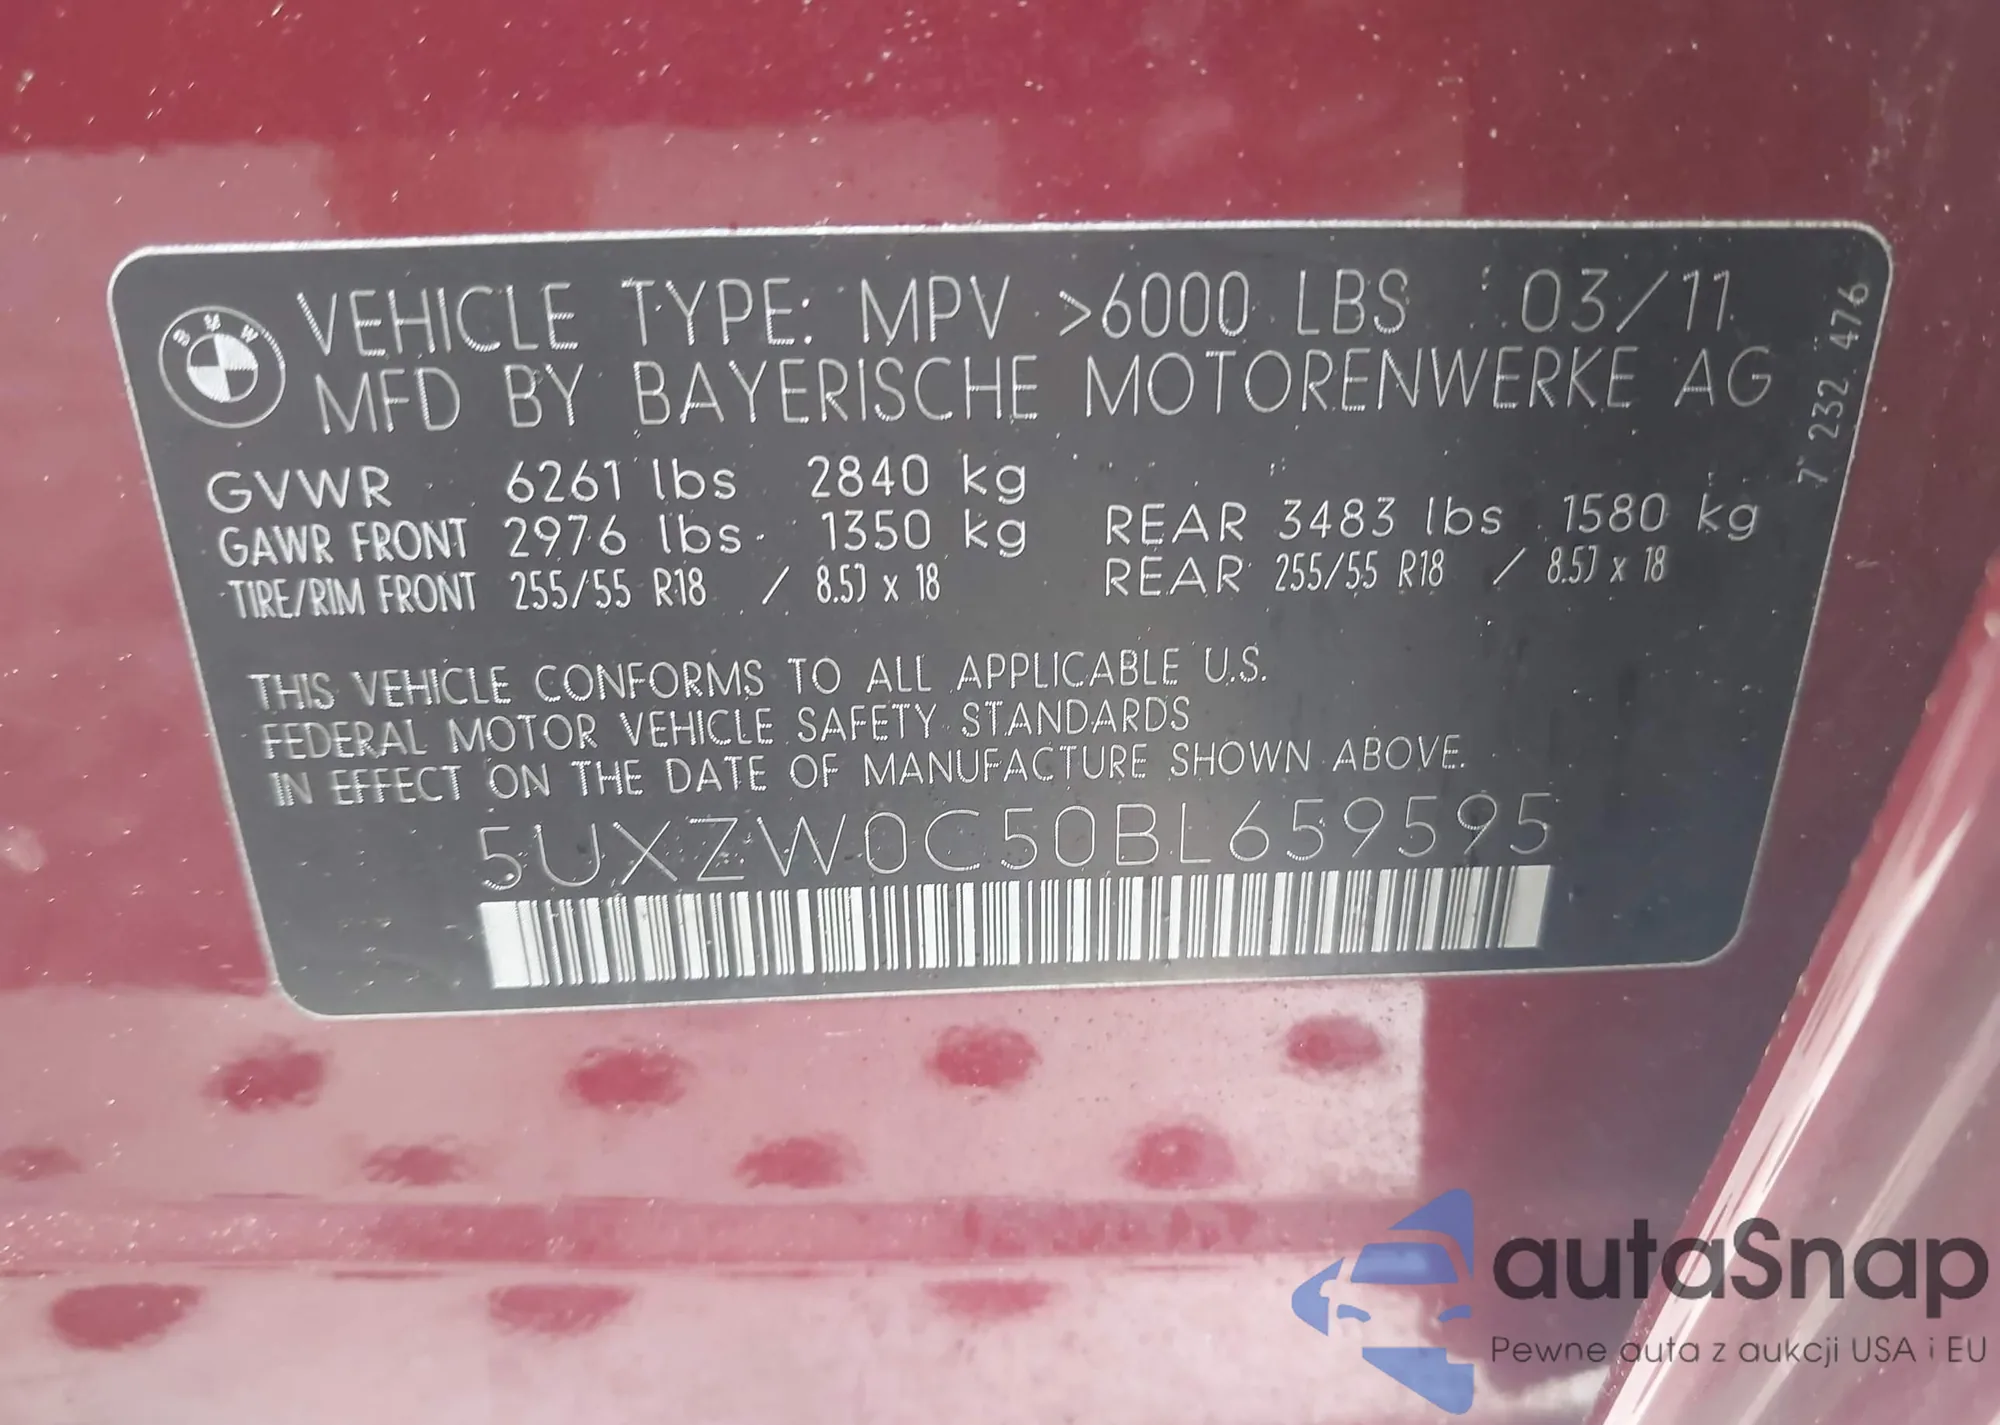 BMW
VEHICLE TYPE: MPV >6000 LBS 03/11
MFD BY BAYERISCHE MOTORENWERKE AG
7 232 476
GVWR 6261 lbs 2840 kg
GAWR FRONT 2976 lbs 1350 kg REAR 3483 lbs 1580 kg
TIRE/RIM FRONT 255/55 R18 / 8.5J x 18 REAR 255/55 R18 / 8.5J x 18
THIS VEHICLE CONFORMS TO ALL APPLICABLE U.S.
FEDERAL MOTOR VEHICLE SAFETY STANDARDS
IN EFFECT ON THE DATE OF MANUFACTURE SHOWN ABOVE.
5UXZW0C50BL659595
autaSnap
Pewne auta z aukcji USA i EU